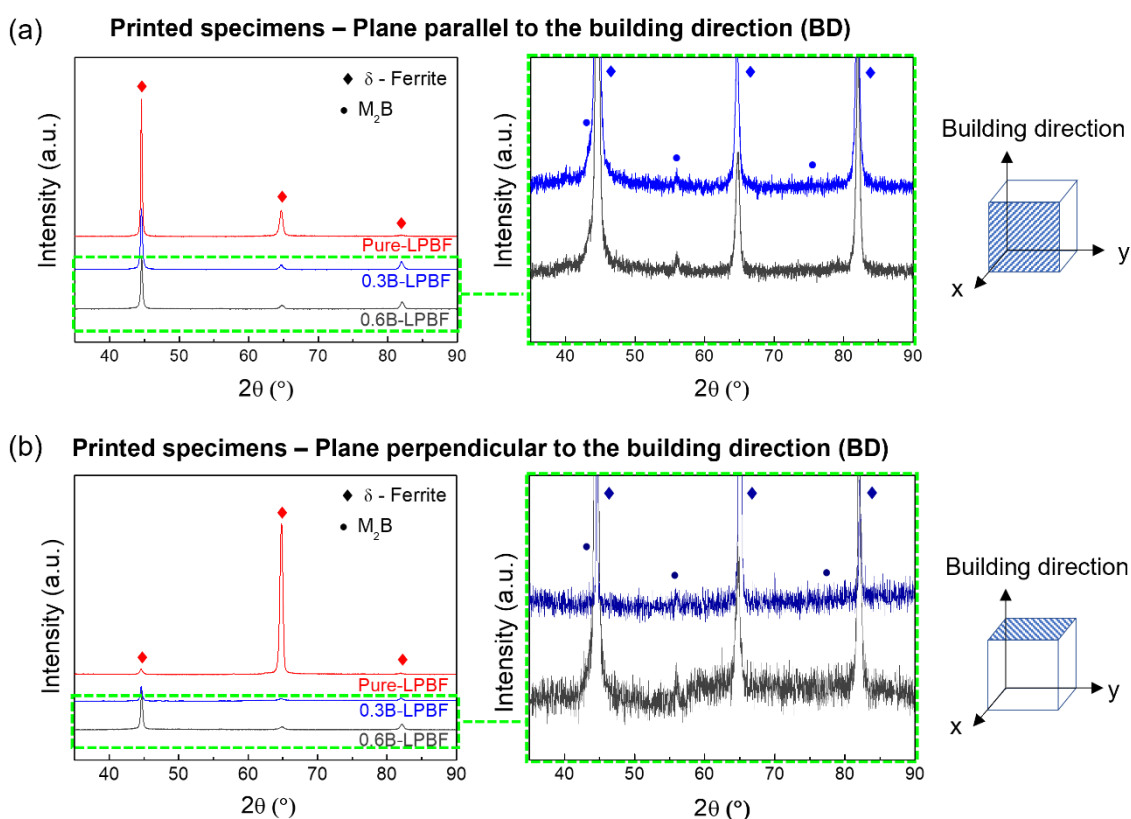 (a) Printed specimens – Plane parallel to the building direction (BD)
Intensity (a.u.)
♦ δ - Ferrite
● M₂B
Pure-LPBF
0.3B-LPBF
0.6B-LPBF
40 50 60 70 80 90
2θ (°)
Intensity (a.u.)
40 50 60 70 80 90
2θ (°)
Building direction
y
x
(b) Printed specimens – Plane perpendicular to the building direction (BD)
Intensity (a.u.)
♦ δ - Ferrite
● M₂B
Pure-LPBF
0.3B-LPBF
0.6B-LPBF
40 50 60 70 80 90
2θ (°)
Intensity (a.u.)
40 50 60 70 80 90
2θ (°)
Building direction
y
x